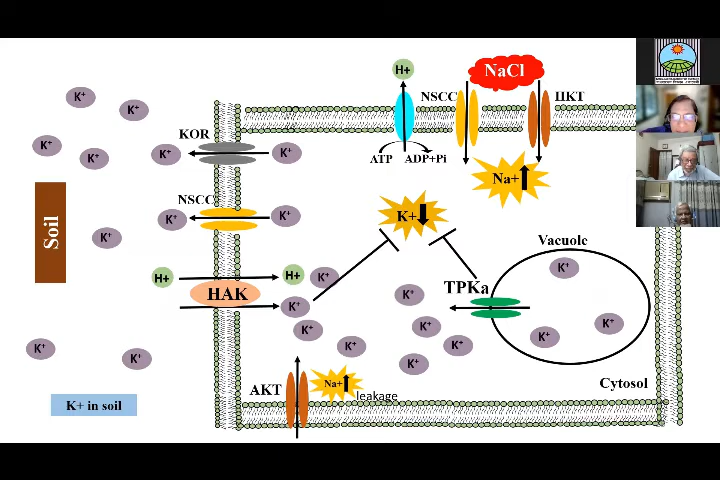 H+
NaCl
NSCC
HKT
ATP
ADP+Pi
Na+
KOR
K+
K+
K+
K+
K+
K+
K+
NSCC
K+
K+
K+
K+
Vacuole
K+
Soil
H+
H+
K+
HAK
K+
K+
TPKa
K+
K+
K+
K+
K+
K+
K+
K+
K+
K+
Cytosol
AKT
Na+
leakage
K+ in soil